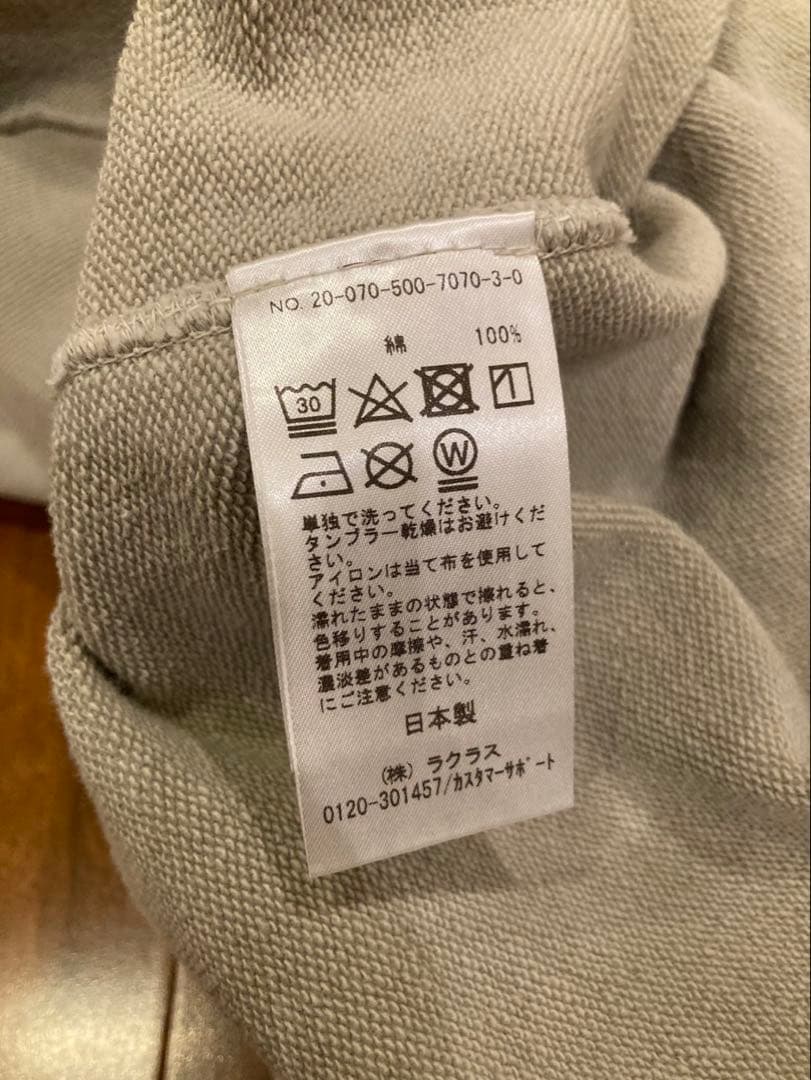 NO. 20-070-500-7070-3-0
綿 100%
30
W
単独で洗ってください。
タンブラー乾燥はお避けくだ
さい。
アイロンは当て布を使用して
ください。
濡れたままの状態で擦れると、
色移りすることがあります。
着用中の摩擦や、汗、水濡れ、
濃淡差があるものとの重ね着
にご注意ください。
日本製
(株) ラクラス
0120-301457/カスタマーサポート